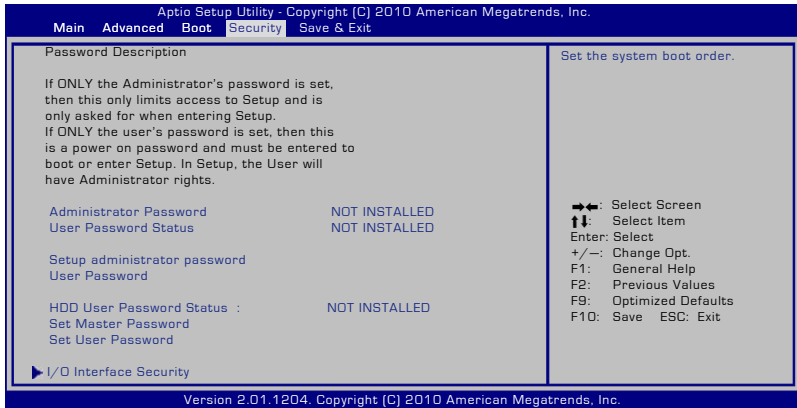 Aptio Setup Utility - Copyright (C) 2010 American Megatrends, Inc.
Main Advanced Boot Security Save & Exit
Password Description
If ONLY the Administrator's password is set,
then this only limits access to Setup and is
only asked for when entering Setup.
If ONLY the user's password is set, then this
is a power on password and must be entered to
boot or enter Setup. In Setup, the User will
have Administrator rights.
Administrator Password NOT INSTALLED
User Password Status NOT INSTALLED
Setup administrator password
User Password
HDD User Password Status : NOT INSTALLED
Set Master Password
Set User Password
I/O Interface Security
Set the system boot order.
→←: Select Screen
↑↓: Select Item
Enter: Select
+/—: Change Opt.
F1: General Help
F2: Previous Values
F9: Optimized Defaults
F10: Save ESC: Exit
Version 2.01.1204. Copyright (C) 2010 American Megatrends, Inc.